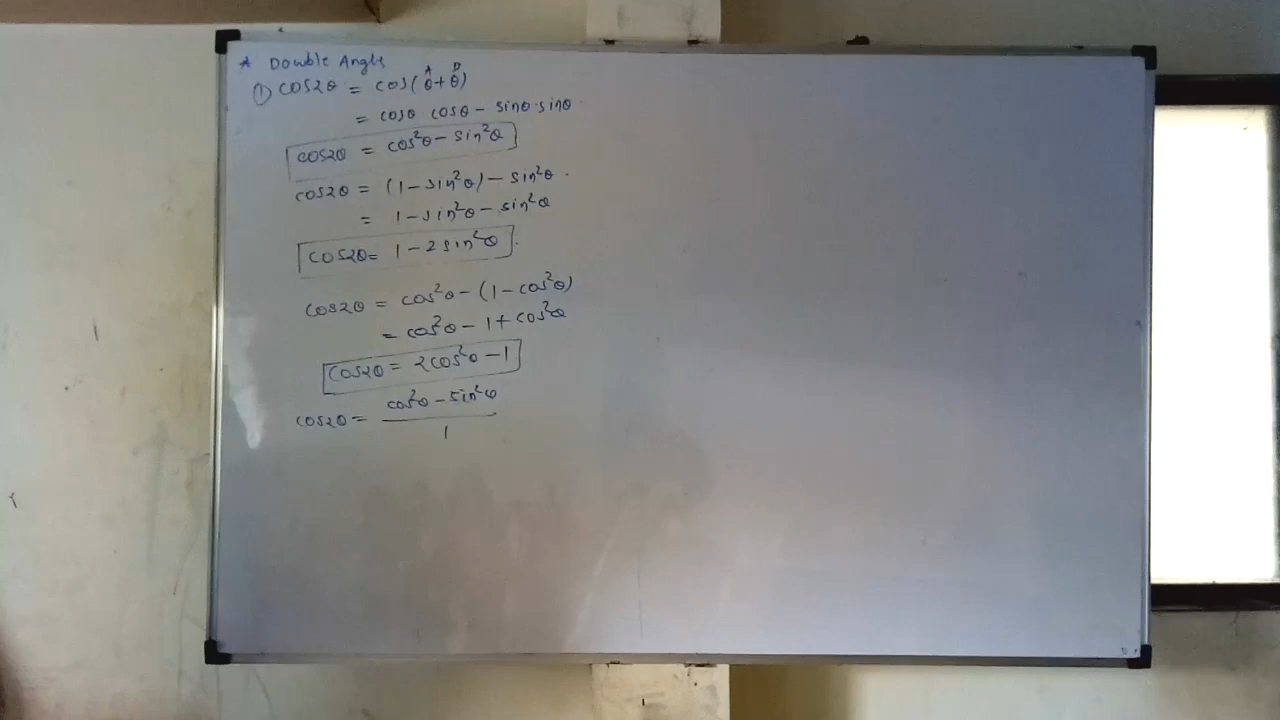 * Double Angle
① cos2θ = cos(θ+θ)
A B
= cosθ cosθ - sinθ·sinθ
cos2θ = cos²θ - sin²θ
cos2θ = (1-sin²θ) - sin²θ
= 1-sin²θ - sin²θ
cos2θ = 1-2sin²θ
cos2θ = cos²θ - (1-cos²θ)
= cos²θ - 1 + cos²θ
cos2θ = 2cos²θ - 1
cos2θ = cos²θ - sin²θ
1